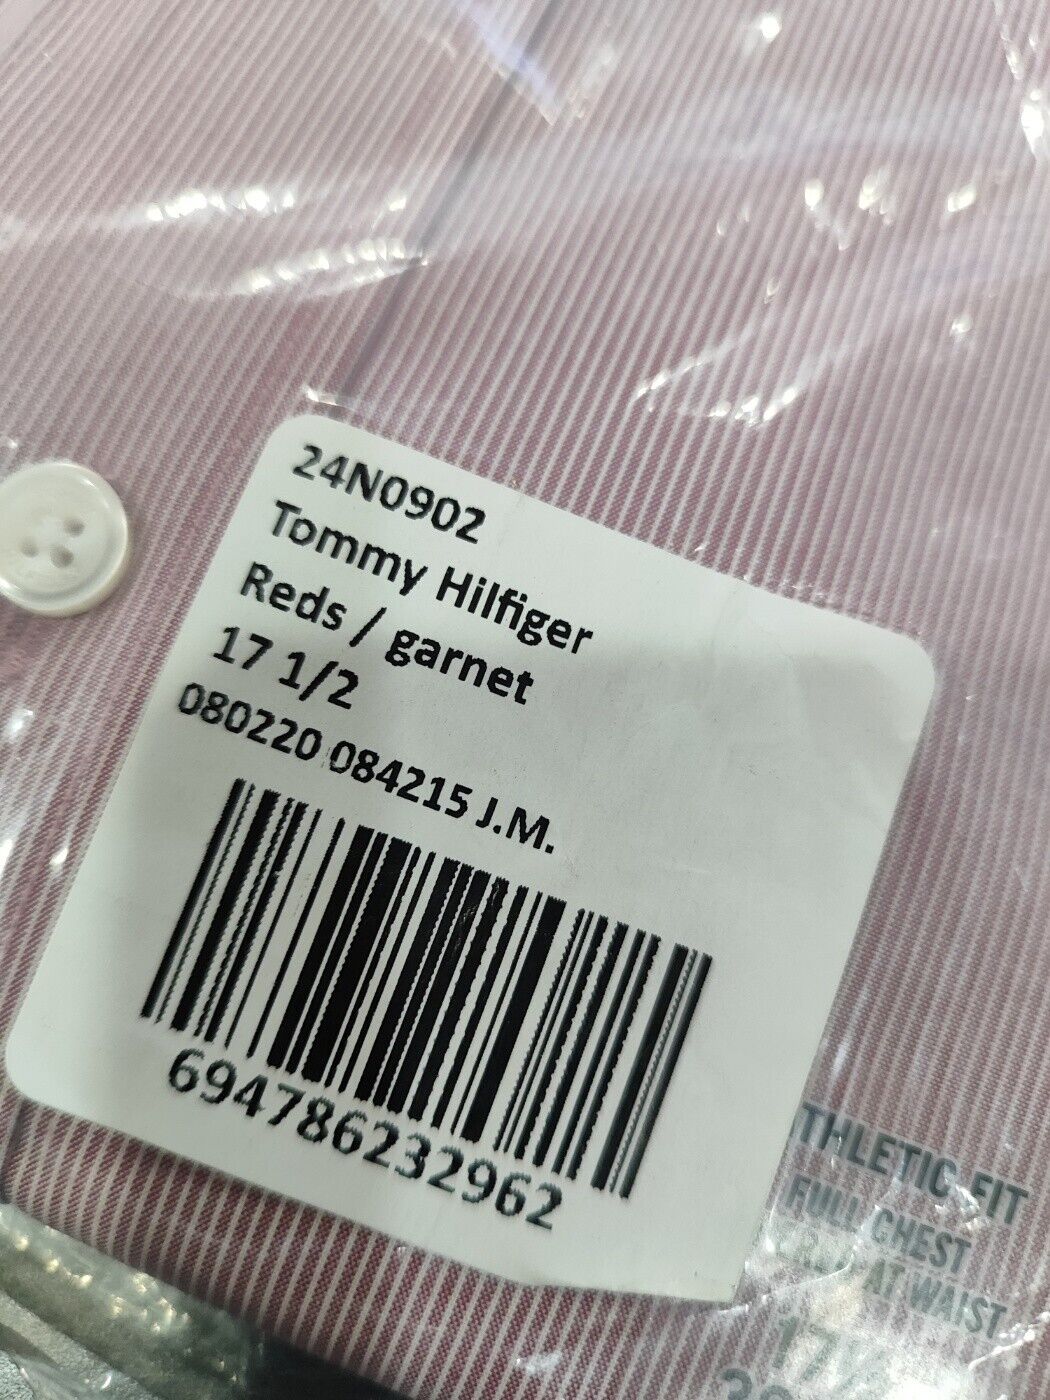 24N0902
Tommy Hilfiger
Reds / garnet
17 1/2
080220 084215 J.M.
694786232962
THLETIC FIT
FULL CHEST
AT WAIST